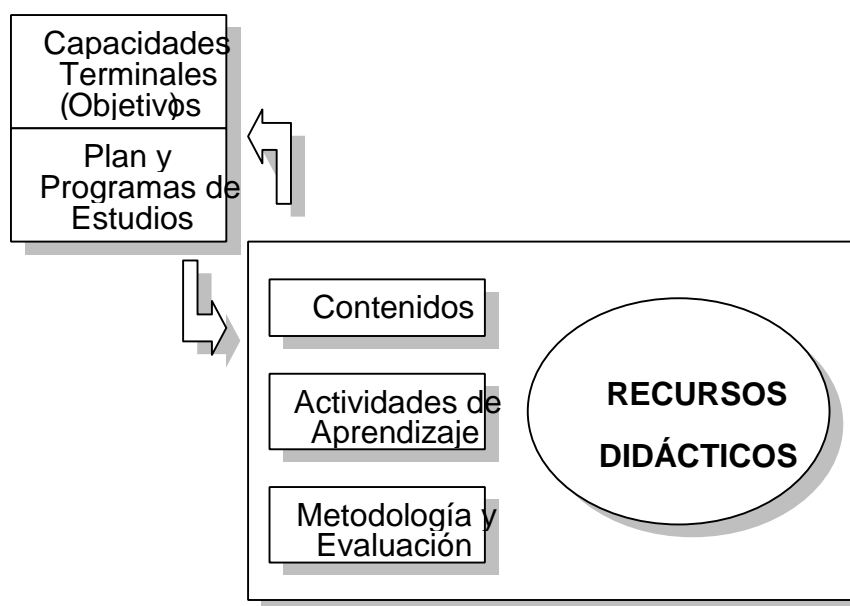 Capacidades
Terminales
(Objetivos)
Plan y
Programas de
Estudios
Contenidos
Actividades de
Aprendizaje
Metodología y
Evaluación
RECURSOS
DIDÁCTICOS